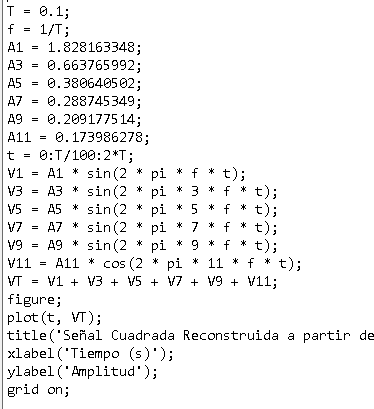 T = 0.1;
f = 1/T;
A1 = 1.828163348;
A3 = 0.663765992;
A5 = 0.380640502;
A7 = 0.288745349;
A9 = 0.209177514;
A11 = 0.173986278;
t = 0:T/100:2*T;
V1 = A1 * sin(2 * pi * f * t);
V3 = A3 * sin(2 * pi * 3 * f * t);
V5 = A5 * sin(2 * pi * 5 * f * t);
V7 = A7 * sin(2 * pi * 7 * f * t);
V9 = A9 * sin(2 * pi * 9 * f * t);
V11 = A11 * cos(2 * pi * 11 * f * t);
VT = V1 + V3 + V5 + V7 + V9 + V11;
figure;
plot(t, VT);
title('Señal Cuadrada Reconstruida a partir de
xlabel('Tiempo (s)');
ylabel('Amplitud');
grid on;